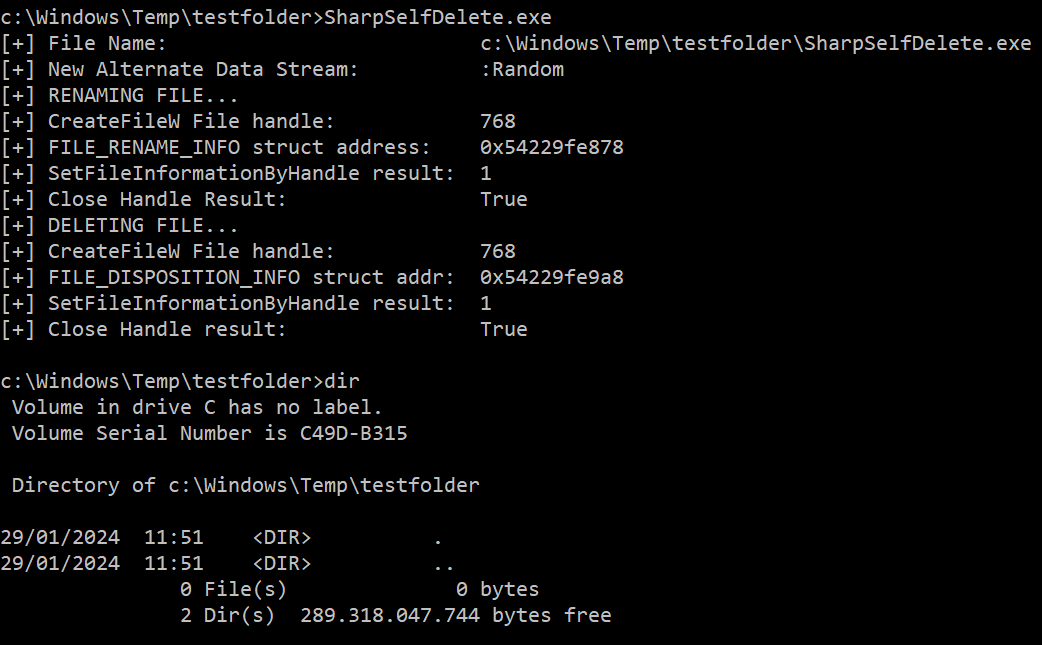 c:\Windows\Temp\testfolder>SharpSelfDelete.exe
[+] File Name:                          c:\Windows\Temp\testfolder\SharpSelfDelete.exe
[+] New Alternate Data Stream:          :Random
[+] RENAMING FILE...
[+] CreateFileW File handle:            768
[+] FILE_RENAME_INFO struct address:    0x54229fe878
[+] SetFileInformationByHandle result:  1
[+] Close Handle Result:                True
[+] DELETING FILE...
[+] CreateFileW File handle:            768
[+] FILE_DISPOSITION_INFO struct addr:  0x54229fe9a8
[+] SetFileInformationByHandle result:  1
[+] Close Handle result:                True

c:\Windows\Temp\testfolder>dir
 Volume in drive C has no label.
 Volume Serial Number is C49D-B315

 Directory of c:\Windows\Temp\testfolder

29/01/2024  11:51    <DIR>          .
29/01/2024  11:51    <DIR>          ..
               0 File(s)              0 bytes
               2 Dir(s)  289.318.047.744 bytes free